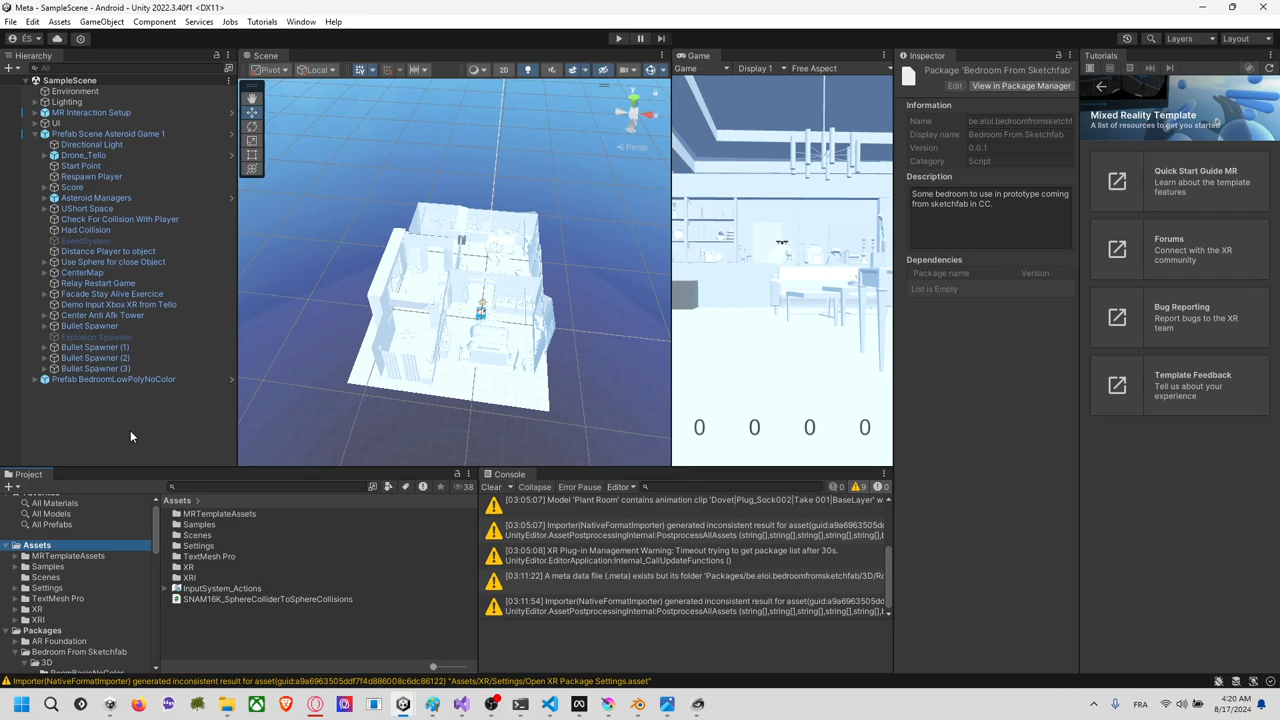 Meta - SampleScene - Android - Unity 2022.3.40f1 <DX11>
File Edit Assets GameObject Component Services Jobs Tutorials Window Help
ÉS
Layers
Layout
Hierarchy
All
SampleScene
Environment
Lighting
MR Interaction Setup
UI
Prefab Scene Asteroid Game 1
Directional Light
Drone_Tello
Start Point
Respawn Player
Score
Asteroid Managers
UShort Space
Check For Collision With Player
Had Collision
EventSystem
Distance Player to object
Use Sphere for close Object
CenterMap
Relay Restart Game
Facade Stay Alive Exercice
Demo Input Xbox XR from Tello
Center Anti Afk Tower
Bullet Spawner
Explosion Spawner
Bullet Spawner (1)
Bullet Spawner (2)
Bullet Spawner (3)
Prefab BedroomLowPolyNoColor
Scene
Pivot Local 2D
y
Persp
Game
Game Display 1 Free Aspect
0 0 0 0
Inspector
Package 'Bedroom From Sketchfab'
Edit View in Package Manager
Information
Name be.eloi.bedroomfromsketchf
Display name Bedroom From Sketchfab
Version 0.0.1
Category Script
Description
Some bedroom to use in prototype coming
from sketchfab in CC.
Dependencies
Package name Version
List is Empty
Tutorials
Mixed Reality Template
A list of resources to get you started
Quick Start Guide MR
Learn about the template
features
Forums
Connect with the XR
community
Bug Reporting
Report bugs to the XR
team
Template Feedback
Tell us about your
experience
Project
38
Favorites
All Materials
All Models
All Prefabs
Assets
MRTemplateAssets
Samples
Scenes
Settings
TextMesh Pro
XR
XRI
Packages
AR Foundation
Bedroom From Sketchfab
3D
RoomBasicNoColor
Assets
MRTemplateAssets
Samples
Scenes
Settings
TextMesh Pro
XR
XRI
InputSystem_Actions
SNAM16K_SphereColliderToSphereCollisions
Console
Clear Collapse Error Pause Editor 0 9 0
[03:05:07] Model 'Plant Room' contains animation clip 'Dovet|Plug_Sock002|Take 001|BaseLayer' w
[03:05:07] Importer(NativeFormatImporter) generated inconsistent result for asset(guid:a9a6963505dd
UnityEditor.AssetPostprocessingInternal:PostprocessAllAssets (string[],string[],string[],string[],b
[03:05:08] XR Plug-in Management Warning: Timeout trying to get package list after 30s.
UnityEditor.EditorApplication:Internal_CallUpdateFunctions ()
[03:11:22] A meta data file (.meta) exists but its folder 'Packages/be.eloi.bedroomfromsketchfab/3D/Ro
[03:11:54] Importer(NativeFormatImporter) generated inconsistent result for asset(guid:a9a6963505dd
UnityEditor.AssetPostprocessingInternal:PostprocessAllAssets (string[],string[],string[],string[],b
Importer(NativeFormatImporter) generated inconsistent result for asset(guid:a9a6963505ddf7f4d886008c6dc86122) "Assets/XR/Settings/Open XR Package Settings.asset"
FRA
4:20 AM
8/17/2024